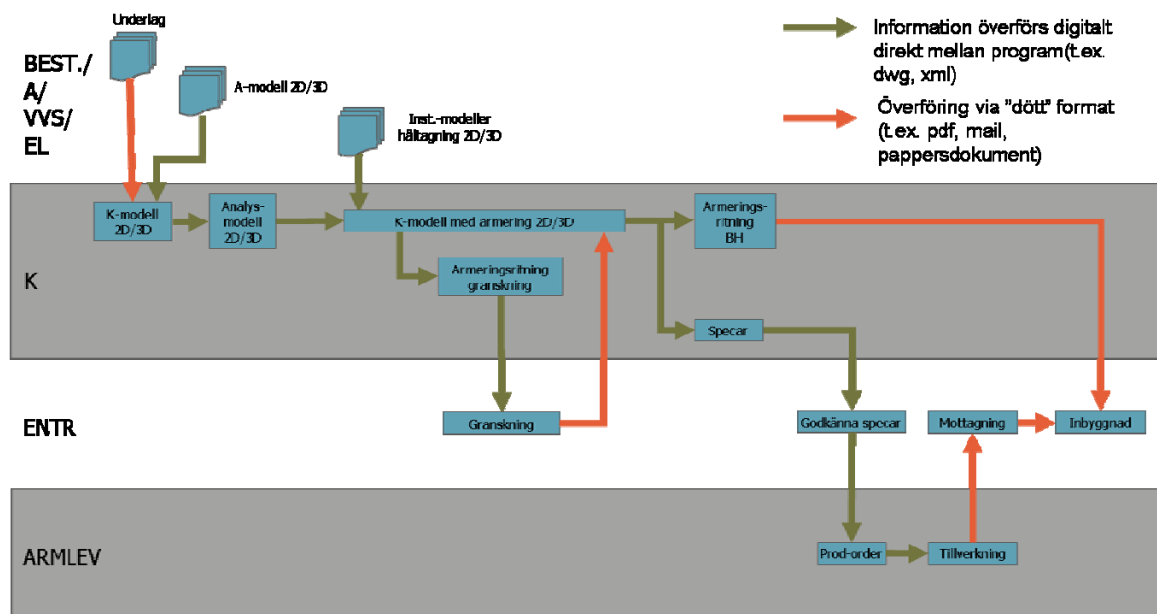 Underlag
BEST./
A/
VVS/
EL
A-modell 2D/3D
Inst.-modeller
håltagning 2D/3D
Information överförs digitalt
direkt mellan program(t.ex.
dwg, xml)
Överföring via "dött" format
(t.ex. pdf, mail,
pappersdokument)
K
K-modell
2D/3D
Analys-
modell
2D/3D
K-modell med armering 2D/3D
Armerings-
ritning
BH
Armeringsritning
granskning
Specar
ENTR
Granskning
Godkänna specar
Mottagning
Inbyggnad
ARMLEV
Prod-order
Tillverkning